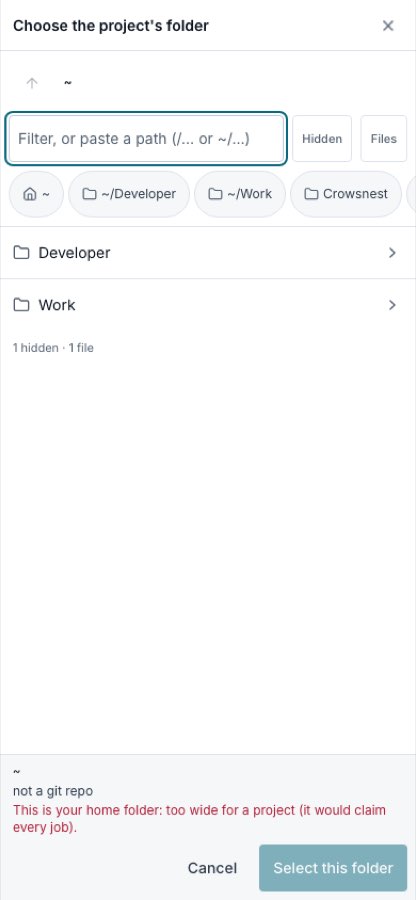 Choose the project's folder
~
Filter, or paste a path (/... or ~/...)
Hidden
Files
~
~/Developer
~/Work
Crowsnest
Developer
Work
1 hidden · 1 file
~
not a git repo
This is your home folder: too wide for a project (it would claim
every job).
Cancel
Select this folder